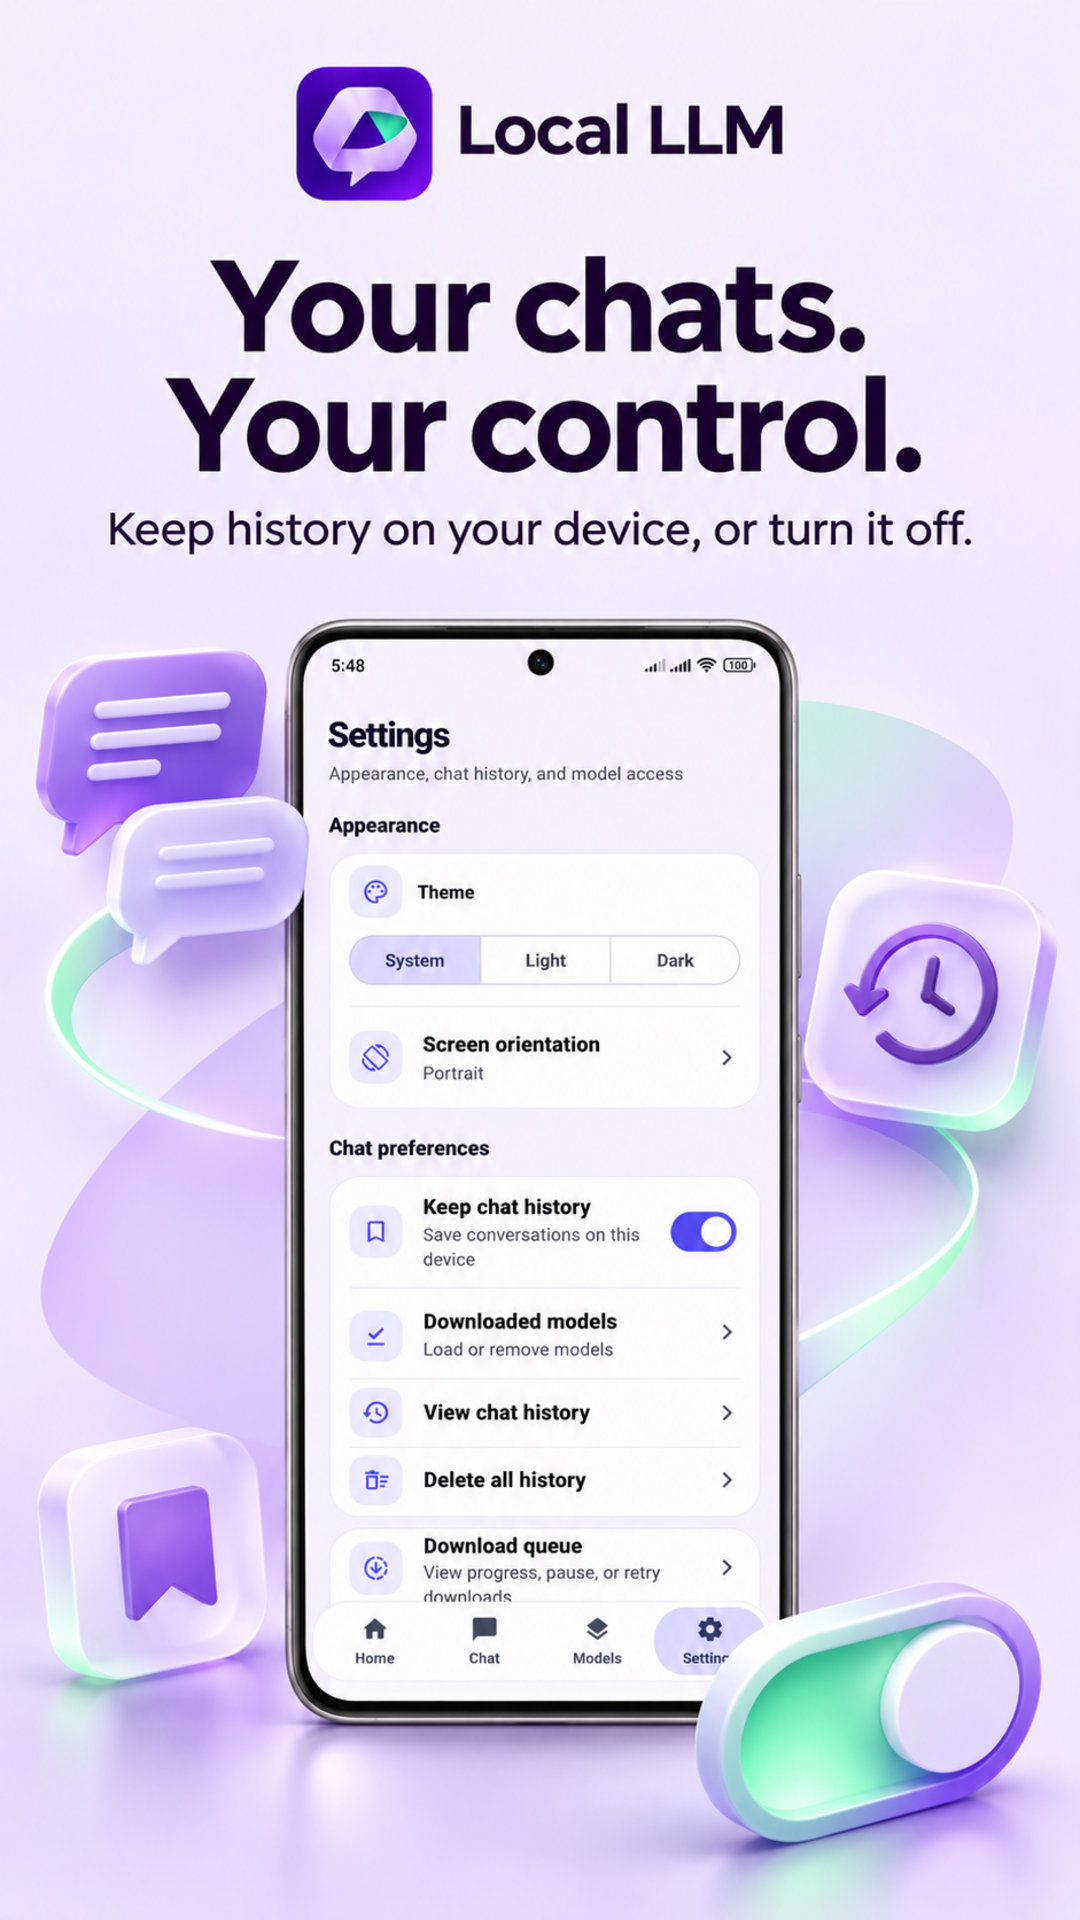 Local LLM
Your chats.
Your control.
Keep history on your device, or turn it off.
5:48
100
Settings
Appearance, chat history, and model access
Appearance
Theme
System Light Dark
Screen orientation
Portrait
Chat preferences
Keep chat history
Save conversations on this
device
Downloaded models
Load or remove models
View chat history
Delete all history
Download queue
View progress, pause, or retry
downloads
Home Chat Models Setting